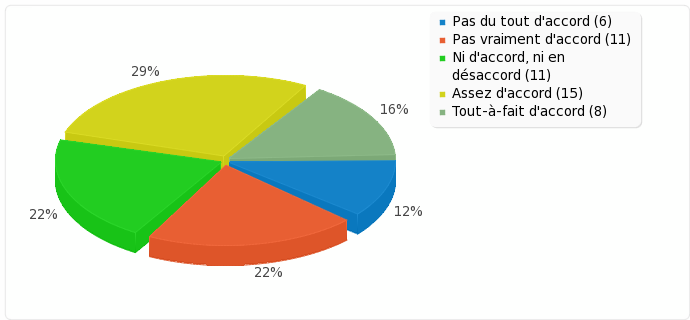 Pas du tout d'accord (6)
Pas vraiment d'accord (11)
Ni d'accord, ni en
désaccord (11)
Assez d'accord (15)
Tout-à-fait d'accord (8)
29%
16%
22%
12%
22%